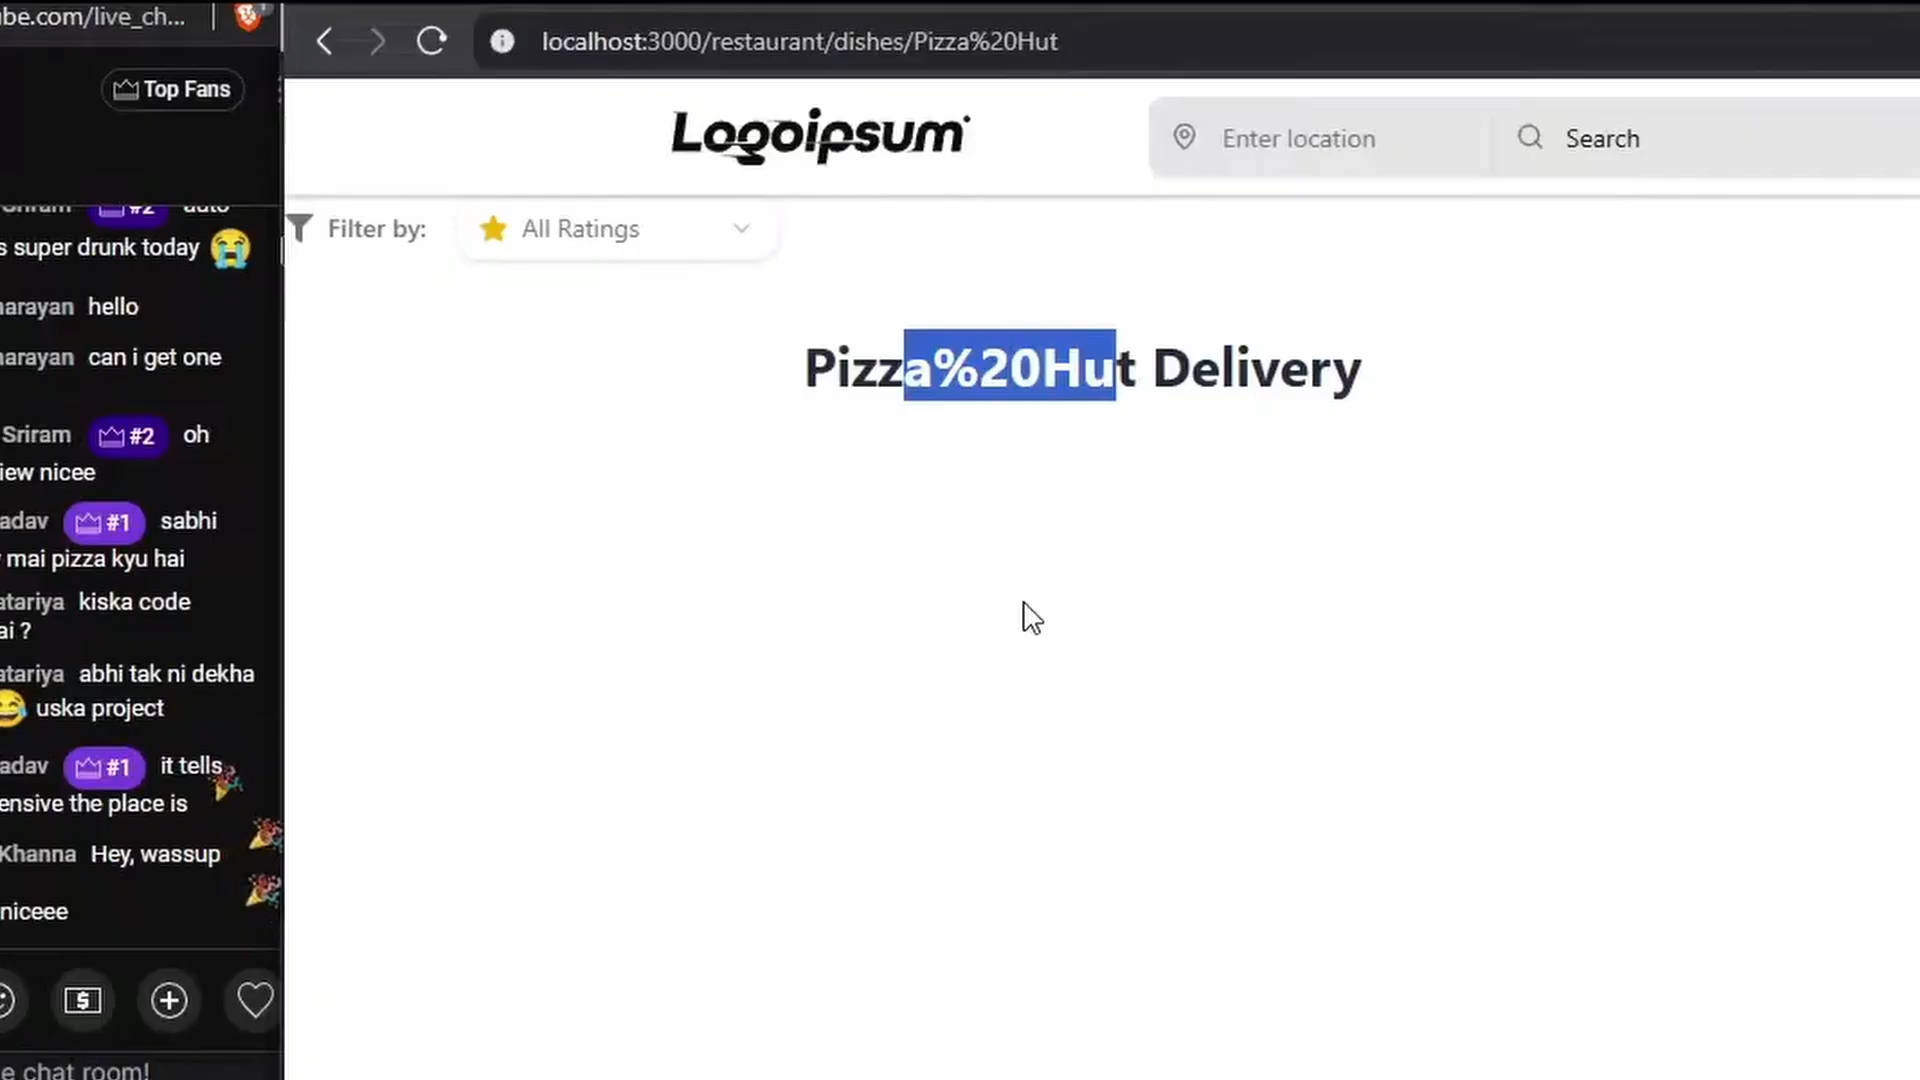 be.com/live_ch...
Top Fans
#2
s super drunk today
narayan hello
narayan can i get one
Sriram #2 oh
iew nicee
adav #1 sabhi
mai pizza kyu hai
atariya kiska code
ai ?
atariya abhi tak ni dekha
uska project
adav #1 it tells
ensive the place is
Khanna Hey, wassup
niceee
e chat room!
localhost:3000/restaurant/dishes/Pizza%20Hut
Logoipsum
Enter location
Search
Filter by:
All Ratings
Pizza%20Hut Delivery